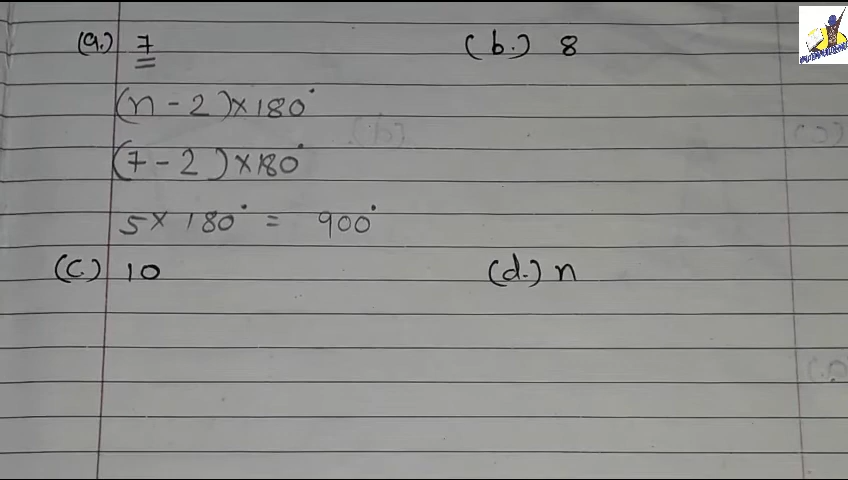 (a.) 7 (b.) 8
(n - 2) × 180°
(7 - 2) × 180°
5 × 180° = 900°
(c.) 10 (d.) n